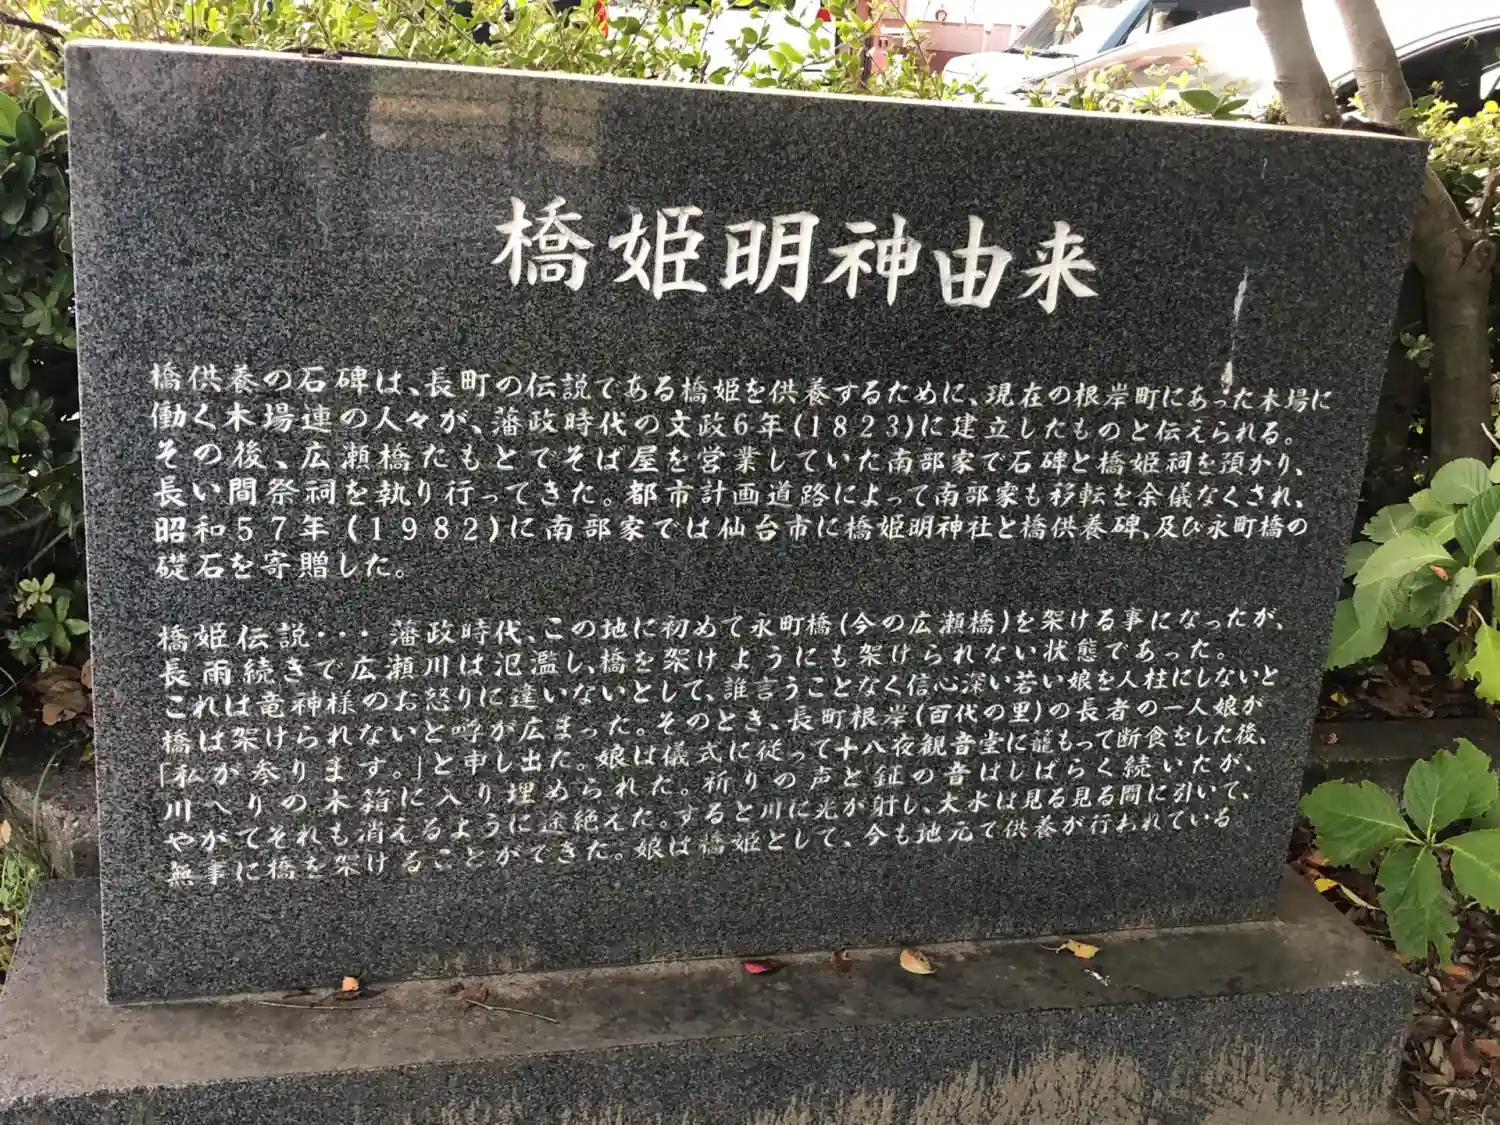 橋姫明神由来
橋供養の石碑は、長町の伝説である橋姫を供養するために、現在の根岸町にあった木場に
働く木場連の人々が、藩政時代の文政6年(1823)に建立したものと伝えられる。
その後、広瀬橋たもとでそば屋を営業していた南部家で石碑と橋姫祠を預かり、
長い間祭祠を執り行ってきた。都市計画道路によって南部家も移転を余儀なくされ、
昭和57年(1982)に南部家では仙台市に橋姫明神社と橋供養碑、及び永町橋の
礎石を寄贈した。
橋姫伝説・・・ 藩政時代、この地に初めて永町橋(今の広瀬橋)を架ける事になったが、
長雨続きで広瀬川は氾濫し、橋を架けようにも架けられない状態であった。
これは竜神様のお怒りに違いないとして、誰言うことなく信心深い若い娘を人柱にしないと
橋は架けられないと噂が広まった。そのとき、長町根岸(百代の里)の長者の一人娘が
「私が参ります。」と申し出た。娘は儀式に従って十八夜観音堂に籠もって断食をした後、
川へりの木箱に入り埋められた。祈りの声と鉦の音はしばらく続いたが、
やがてそれも消えるように途絶えた。すると川に光が射し、大水は見る見る間に引いて、
無事に橋を架けることができた。娘は橋姫として、今も地元で供養が行われている